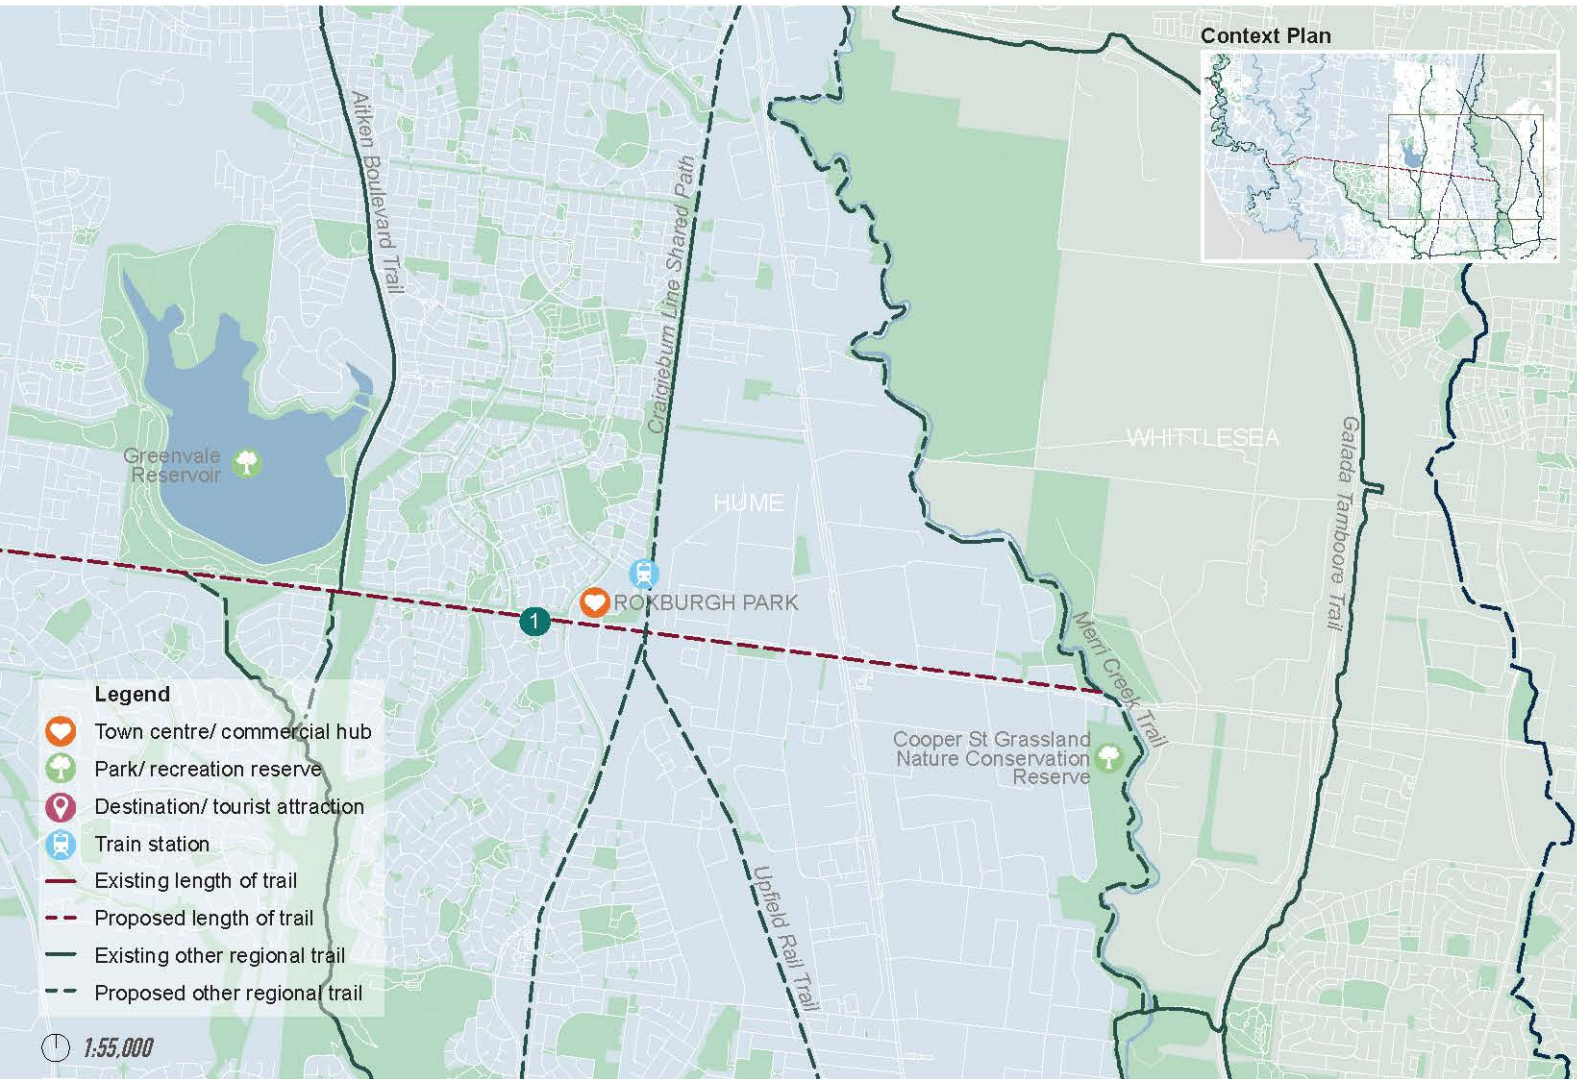 Context Plan
Aitken Boulevard Trail
Craigieburn Line Shared Path
WHITTLESEA
Galada Tamboore Trail
Greenvale
Reservoir
HUME
ROXBURGH PARK
1
Merri Creek Trail
Cooper St Grassland
Nature Conservation
Reserve
Upfield Rail Trail
Legend
Town centre/ commercial hub
Park/ recreation reserve
Destination/ tourist attraction
Train station
Existing length of trail
Proposed length of trail
Existing other regional trail
Proposed other regional trail
1:55,000